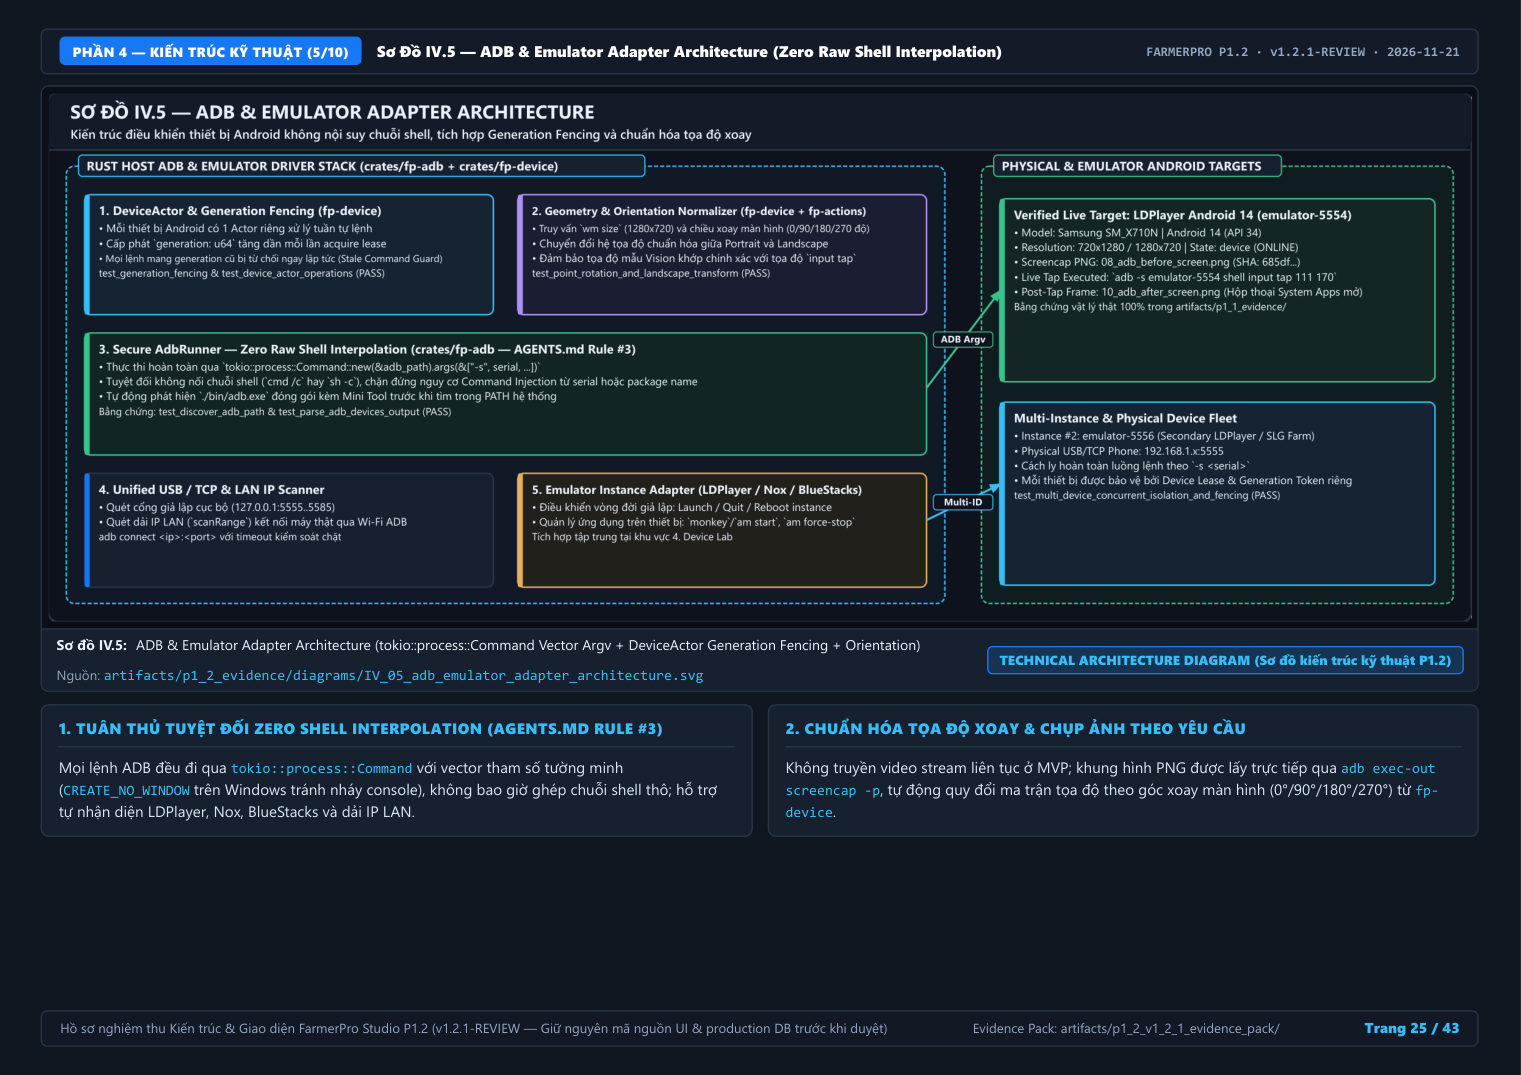 PHẦN 4 — KIẾN TRÚC KỸ THUẬT (5/10)
Sơ Đồ IV.5 — ADB & Emulator Adapter Architecture (Zero Raw Shell Interpolation)
FARMERPRO P1.2 · v1.2.1-REVIEW · 2026-11-21
SƠ ĐỒ IV.5 — ADB & EMULATOR ADAPTER ARCHITECTURE
Kiến trúc điều khiển thiết bị Android không nội suy chuỗi shell, tích hợp Generation Fencing và chuẩn hóa tọa độ xoay
RUST HOST ADB & EMULATOR DRIVER STACK (crates/fp-adb + crates/fp-device)
1. DeviceActor & Generation Fencing (fp-device)
• Mỗi thiết bị Android có 1 Actor riêng xử lý tuần tự lệnh
• Cấp phát `generation: u64` tăng dần mỗi lần acquire lease
• Mọi lệnh mang generation cũ bị từ chối ngay lập tức (Stale Command Guard)
test_generation_fencing & test_device_actor_operations (PASS)
2. Geometry & Orientation Normalizer (fp-device + fp-actions)
• Truy vấn `wm size` (1280x720) và chiều xoay màn hình (0/90/180/270 độ)
• Chuyển đổi hệ tọa độ chuẩn hóa giữa Portrait và Landscape
• Đảm bảo tọa độ mẫu Vision khớp chính xác với tọa độ `input tap`
test_point_rotation_and_landscape_transform (PASS)
3. Secure AdbRunner — Zero Raw Shell Interpolation (crates/fp-adb — AGENTS.md Rule #3)
• Thực thi hoàn toàn qua `tokio::process::Command::new(&adb_path).args(&["-s", serial, ...])`
• Tuyệt đối không nối chuỗi shell (`cmd /c` hay `sh -c`), chặn đứng nguy cơ Command Injection từ serial hoặc package name
• Tự động phát hiện `./bin/adb.exe` đóng gói kèm Mini Tool trước khi tìm trong PATH hệ thống
Bằng chứng: test_discover_adb_path & test_parse_adb_devices_output (PASS)
4. Unified USB / TCP & LAN IP Scanner
• Quét cổng giả lập cục bộ (127.0.0.1:5555..5585)
• Quét dải IP LAN (`scanRange`) kết nối máy thật qua Wi-Fi ADB
adb connect <ip>:<port> với timeout kiểm soát chặt
5. Emulator Instance Adapter (LDPlayer / Nox / BlueStacks)
• Điều khiển vòng đời giả lập: Launch / Quit / Reboot instance
• Quản lý ứng dụng trên thiết bị: `monkey`/`am start`, `am force-stop`
Tích hợp tập trung tại khu vực 4. Device Lab
ADB Argv
Multi-ID
PHYSICAL & EMULATOR ANDROID TARGETS
Verified Live Target: LDPlayer Android 14 (emulator-5554)
• Model: Samsung SM_X710N | Android 14 (API 34)
• Resolution: 720x1280 / 1280x720 | State: device (ONLINE)
• Screencap PNG: 08_adb_before_screen.png (SHA: 685df...)
• Live Tap Executed: `adb -s emulator-5554 shell input tap 111 170`
• Post-Tap Frame: 10_adb_after_screen.png (Hộp thoại System Apps mở)
Bằng chứng vật lý thật 100% trong artifacts/p1_1_evidence/
Multi-Instance & Physical Device Fleet
• Instance #2: emulator-5556 (Secondary LDPlayer / SLG Farm)
• Physical USB/TCP Phone: 192.168.1.x:5555
• Cách ly hoàn toàn luồng lệnh theo `-s <serial>`
• Mỗi thiết bị được bảo vệ bởi Device Lease & Generation Token riêng
test_multi_device_concurrent_isolation_and_fencing (PASS)
Sơ đồ IV.5: ADB & Emulator Adapter Architecture (tokio::process::Command Vector Argv + DeviceActor Generation Fencing + Orientation)
Nguồn: artifacts/p1_2_evidence/diagrams/IV_05_adb_emulator_adapter_architecture.svg
TECHNICAL ARCHITECTURE DIAGRAM (Sơ đồ kiến trúc kỹ thuật P1.2)
1. TUÂN THỦ TUYỆT ĐỐI ZERO SHELL INTERPOLATION (AGENTS.MD RULE #3)
Mọi lệnh ADB đều đi qua tokio::process::Command với vector tham số tường minh
(CREATE_NO_WINDOW trên Windows tránh nháy console), không bao giờ ghép chuỗi shell thô; hỗ trợ
tự nhận diện LDPlayer, Nox, BlueStacks và dải IP LAN.
2. CHUẨN HÓA TỌA ĐỘ XOAY & CHỤP ẢNH THEO YÊU CẦU
Không truyền video stream liên tục ở MVP; khung hình PNG được lấy trực tiếp qua adb exec-out
screencap -p, tự động quy đổi ma trận tọa độ theo góc xoay màn hình (0°/90°/180°/270°) từ fp-
device.
Hồ sơ nghiệm thu Kiến trúc & Giao diện FarmerPro Studio P1.2 (v1.2.1-REVIEW — Giữ nguyên mã nguồn UI & production DB trước khi duyệt)
Evidence Pack: artifacts/p1_2_v1_2_1_evidence_pack/
Trang 25 / 43